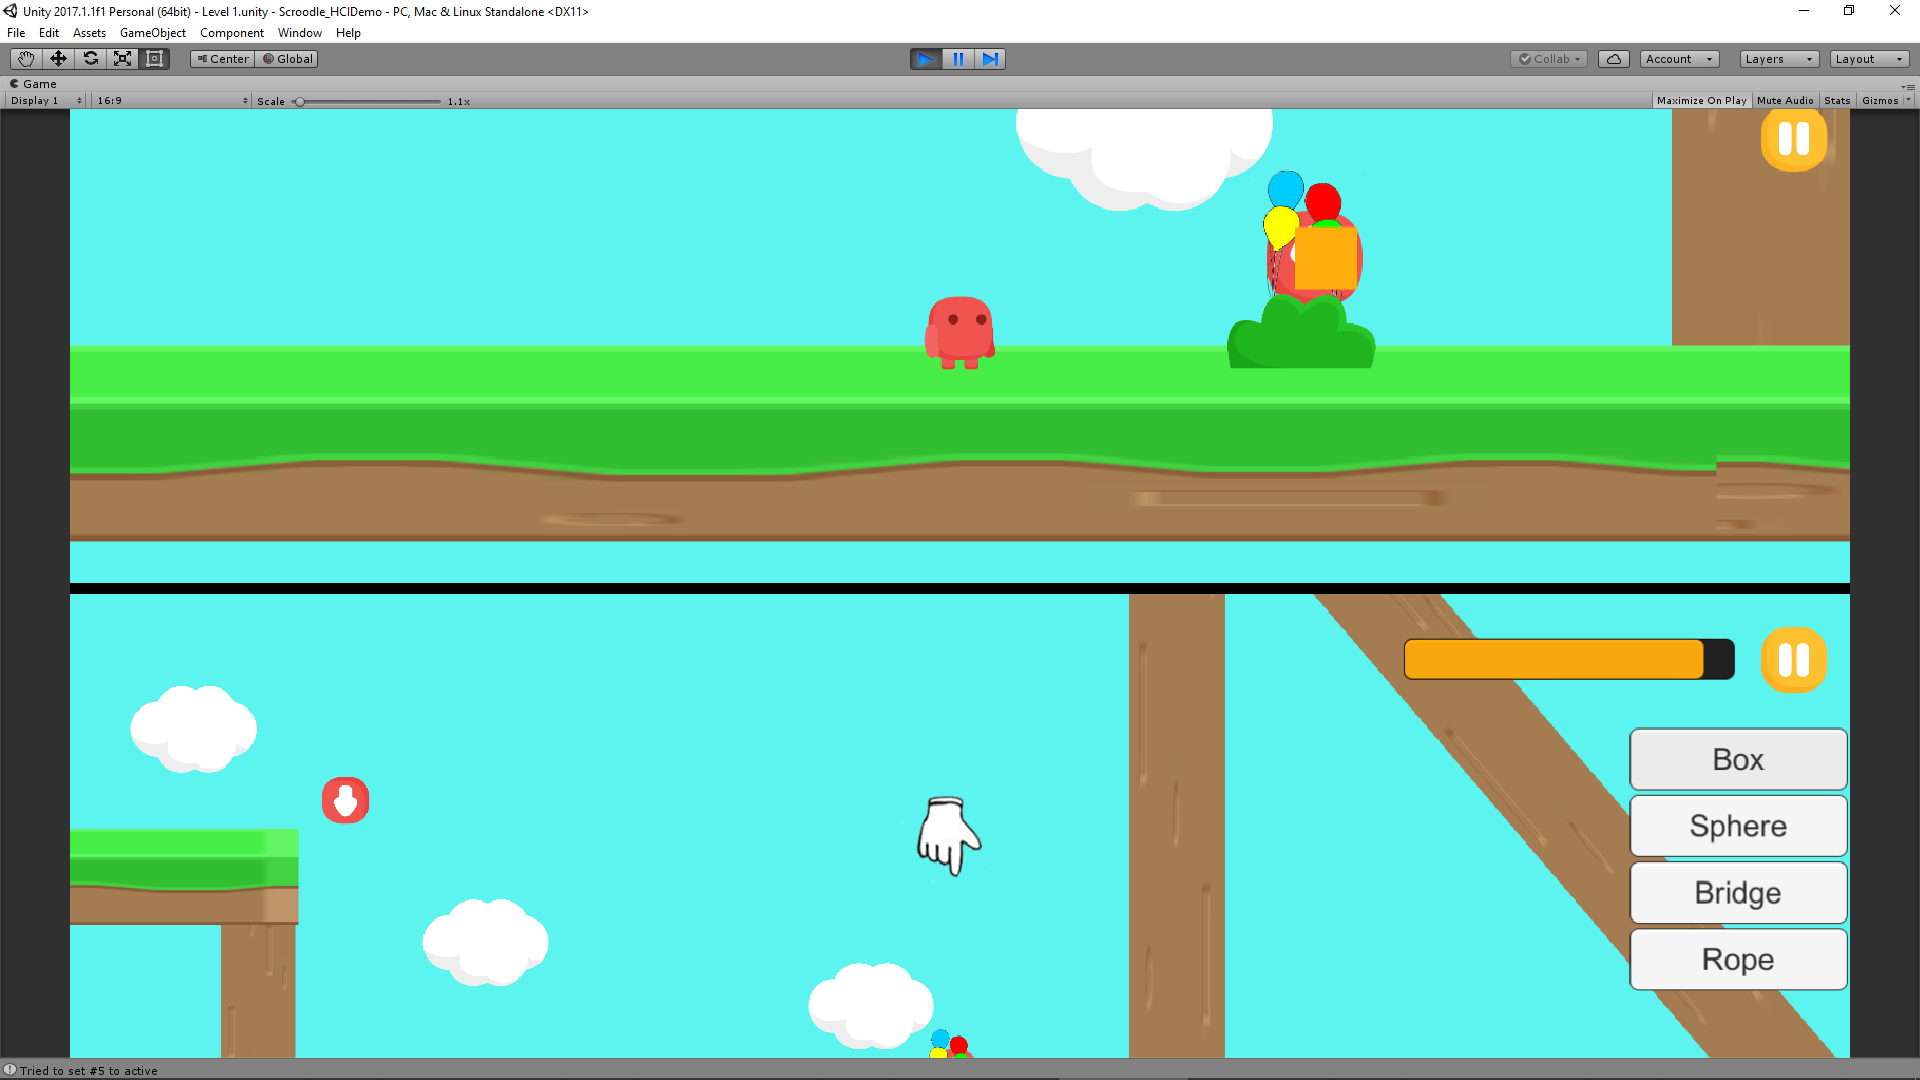 Unity 2017.1.1f1 Personal (64bit) - Level 1.unity - Scroodle_HCIDemo - PC, Mac & Linux Standalone <DX11>
File Edit Assets GameObject Component Window Help
Center Global Collab Account Layers Layout
Game
Display 1 16:9 Scale 1.1x Maximize On Play Mute Audio Stats Gizmos
Box
Sphere
Bridge
Rope
Tried to set #5 to active